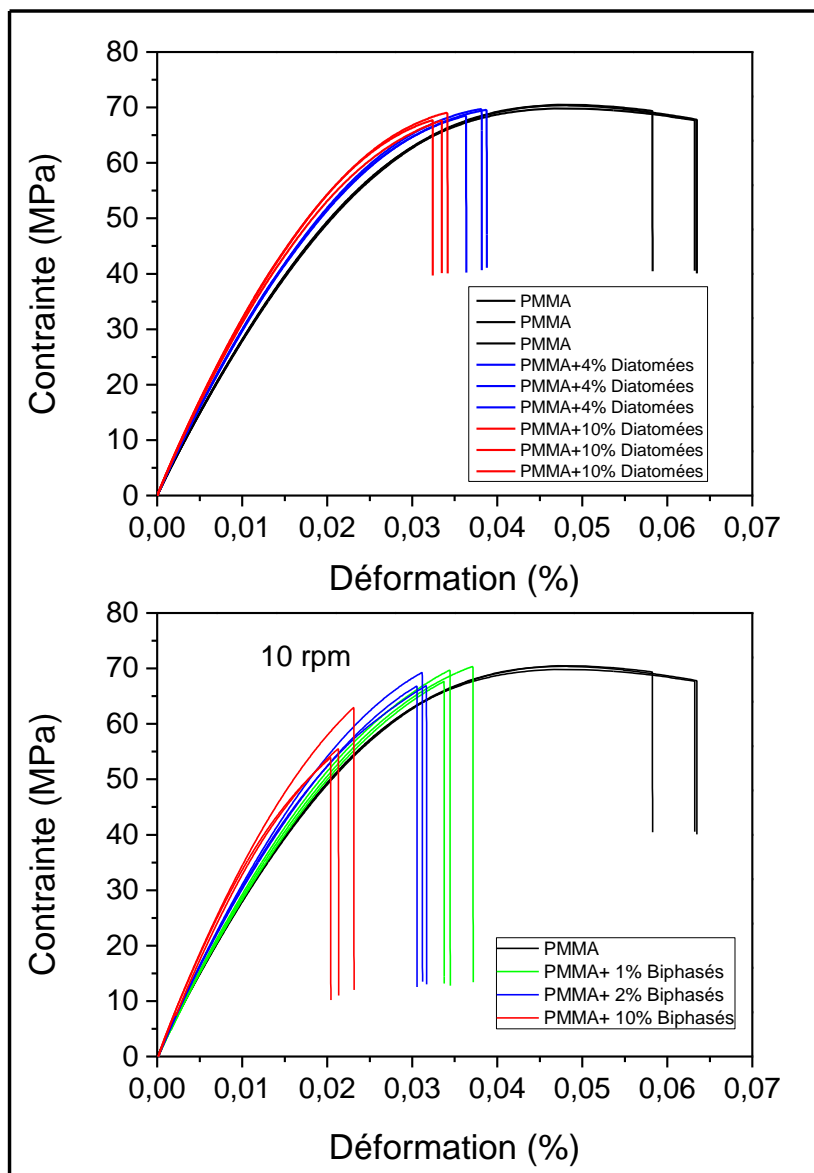 80
70
60
50
40
30
20
10
0
Contrainte (MPa)
PMMA
PMMA
PMMA
PMMA+4% Diatomées
PMMA+4% Diatomées
PMMA+4% Diatomées
PMMA+10% Diatomées
PMMA+10% Diatomées
PMMA+10% Diatomées
0,00 0,01 0,02 0,03 0,04 0,05 0,06 0,07
Déformation (%)
80
70
60
50
40
30
20
10
0
Contrainte (MPa)
10 rpm
PMMA
PMMA+ 1% Biphasés
PMMA+ 2% Biphasés
PMMA+ 10% Biphasés
0,00 0,01 0,02 0,03 0,04 0,05 0,06 0,07
Déformation (%)